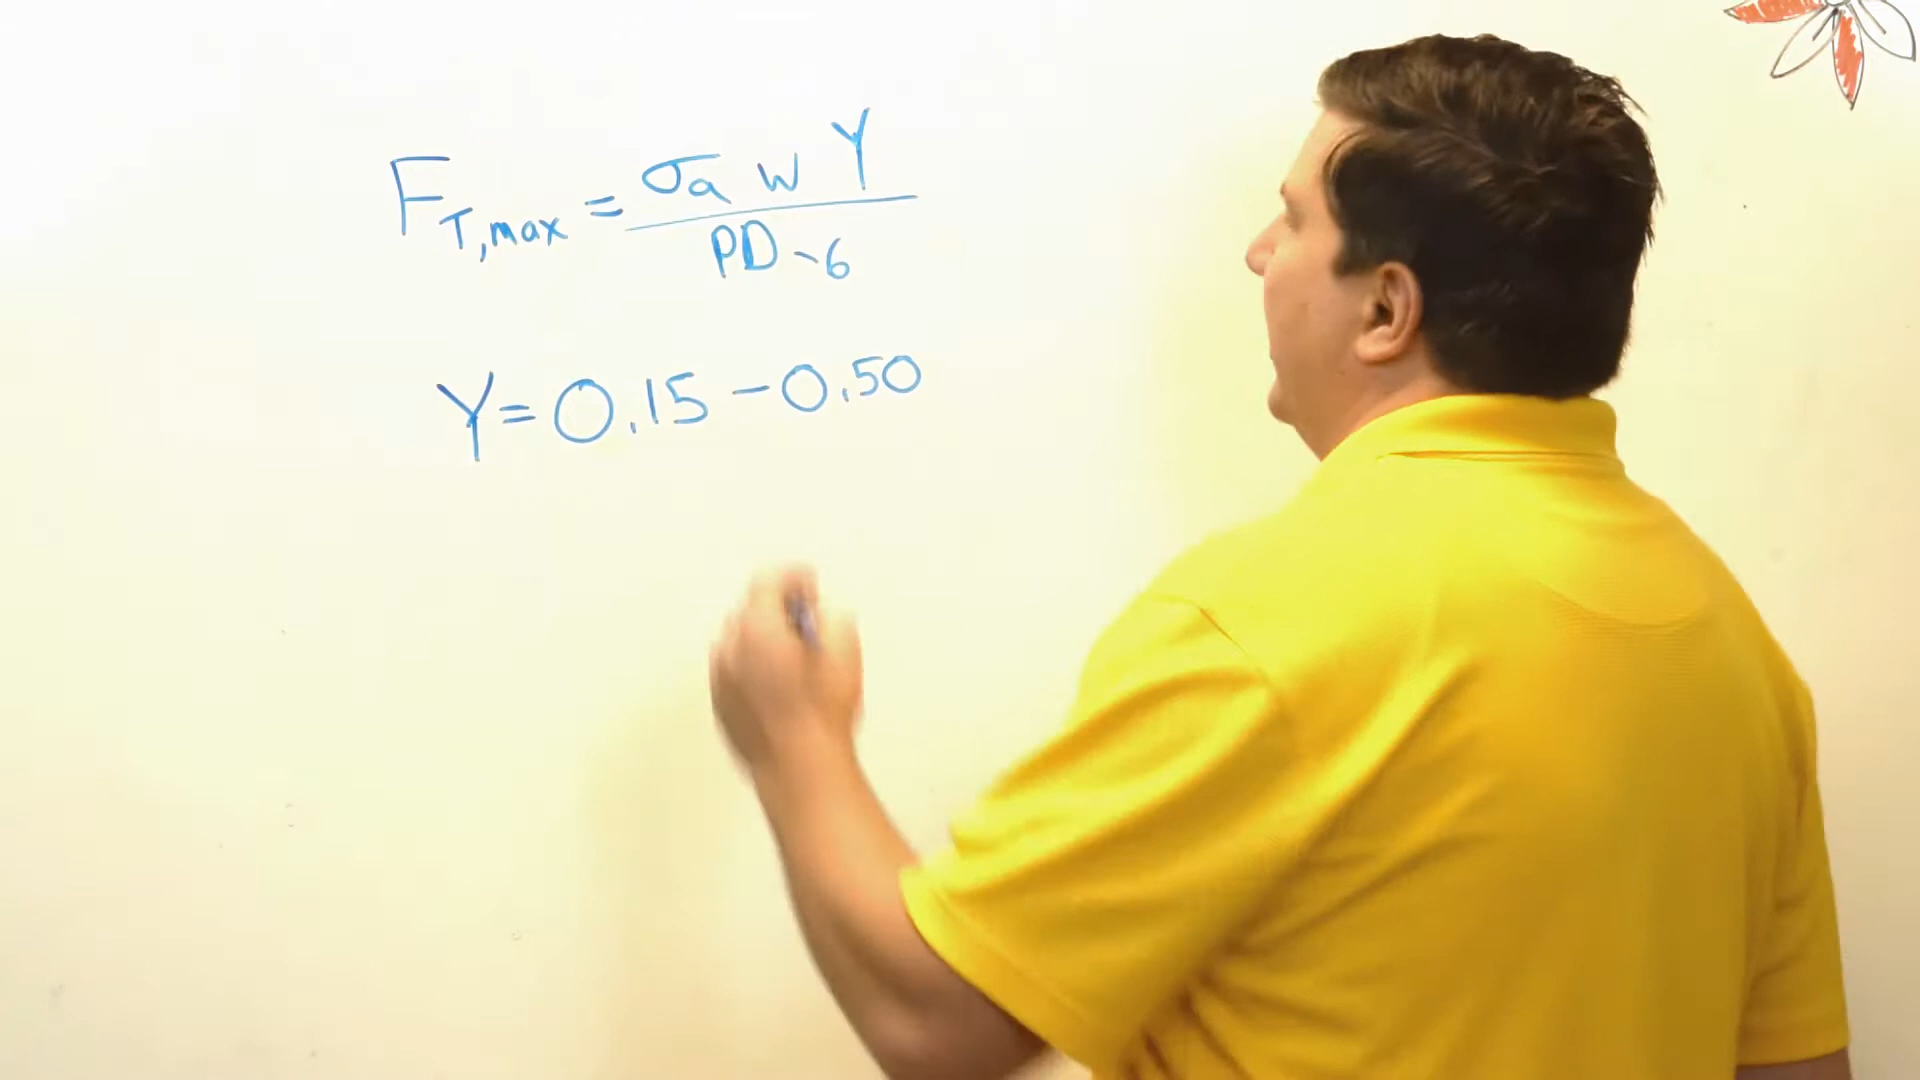 F_T,max = σa w Y / PD-6
Y = 0.15 - 0.50